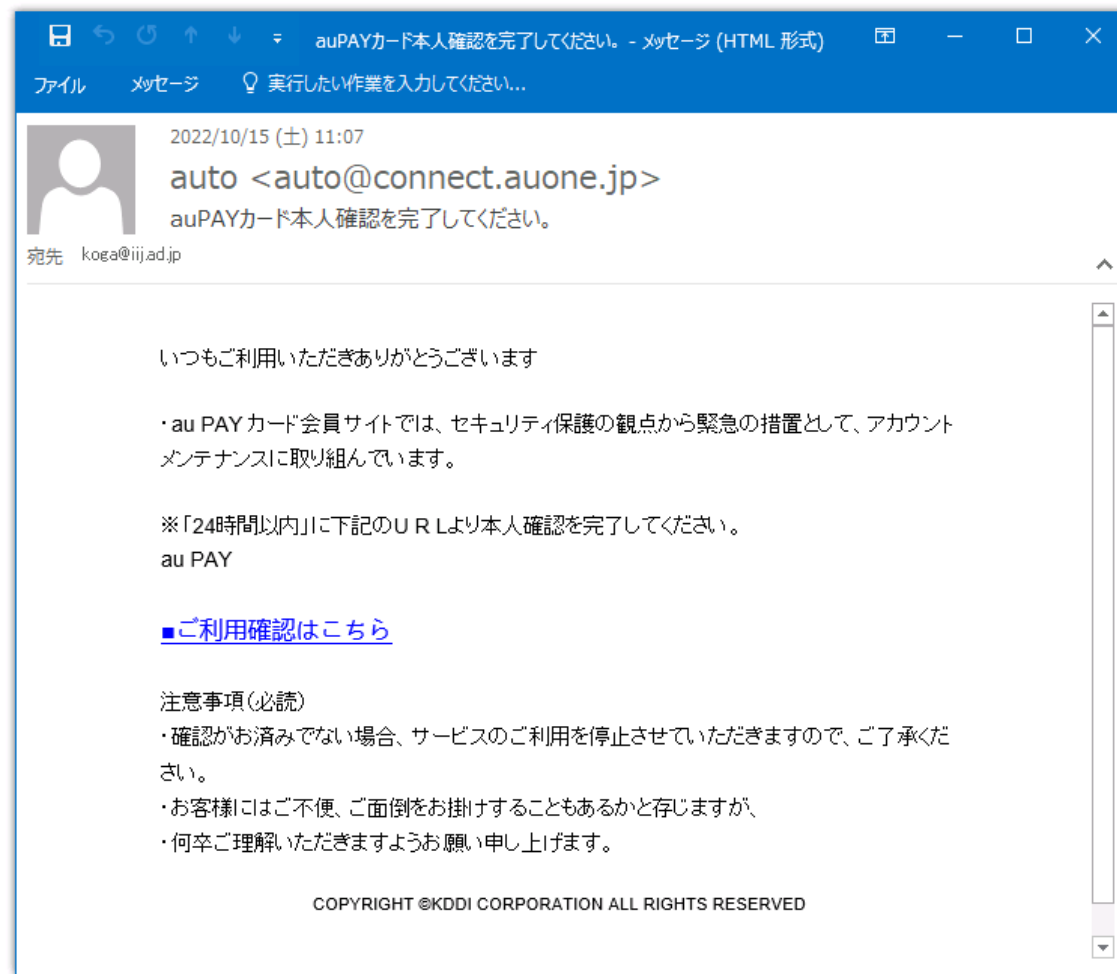 auPAYカード本人確認を完了してください。 - メッセージ (HTML 形式)
ファイル メッセージ 実行したい作業を入力してください...
2022/10/15 (土) 11:07
auto <auto@connect.auone.jp>
auPAYカード本人確認を完了してください。
宛先 koga@iij.ad.jp
いつもご利用いただきありがとうございます
・au PAY カード会員サイトでは、セキュリティ保護の観点から緊急の措置として、アカウント
メンテナンスに取り組んでいます。
※「24時間以内」に下記のＵＲＬより本人確認を完了してください。
au PAY
■ご利用確認はこちら
注意事項(必読)
・確認がお済みでない場合、サービスのご利用を停止させていただきますので、ご了承くだ
さい。
・お客様にはご不便、ご面倒をお掛けすることもあるかと存じますが、
・何卒ご理解いただきますようお願い申し上げます。
COPYRIGHT ©KDDI CORPORATION ALL RIGHTS RESERVED